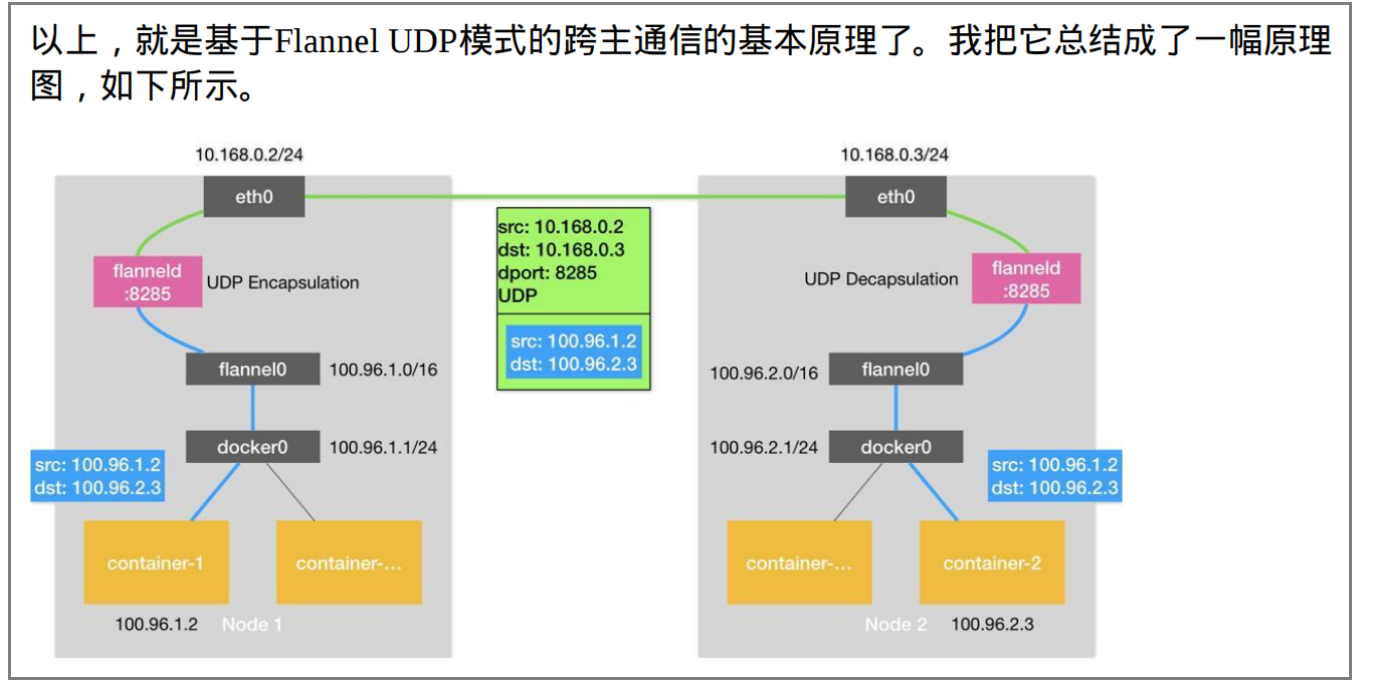 以上，就是基于Flannel UDP模式的跨主通信的基本原理了。我把它总结成了一幅原理
图，如下所示。
10.168.0.2/24
10.168.0.3/24
eth0
eth0
src: 10.168.0.2
dst: 10.168.0.3
dport: 8285
UDP
flanneld
:8285
UDP Encapsulation
UDP Decapsulation
flanneld
:8285
src: 100.96.1.2
dst: 100.96.2.3
flannel0
100.96.1.0/16
100.96.2.0/16
flannel0
docker0
100.96.1.1/24
100.96.2.1/24
docker0
src: 100.96.1.2
dst: 100.96.2.3
src: 100.96.1.2
dst: 100.96.2.3
container-1
container-...
container-...
container-2
100.96.1.2
Node 1
Node 2
100.96.2.3